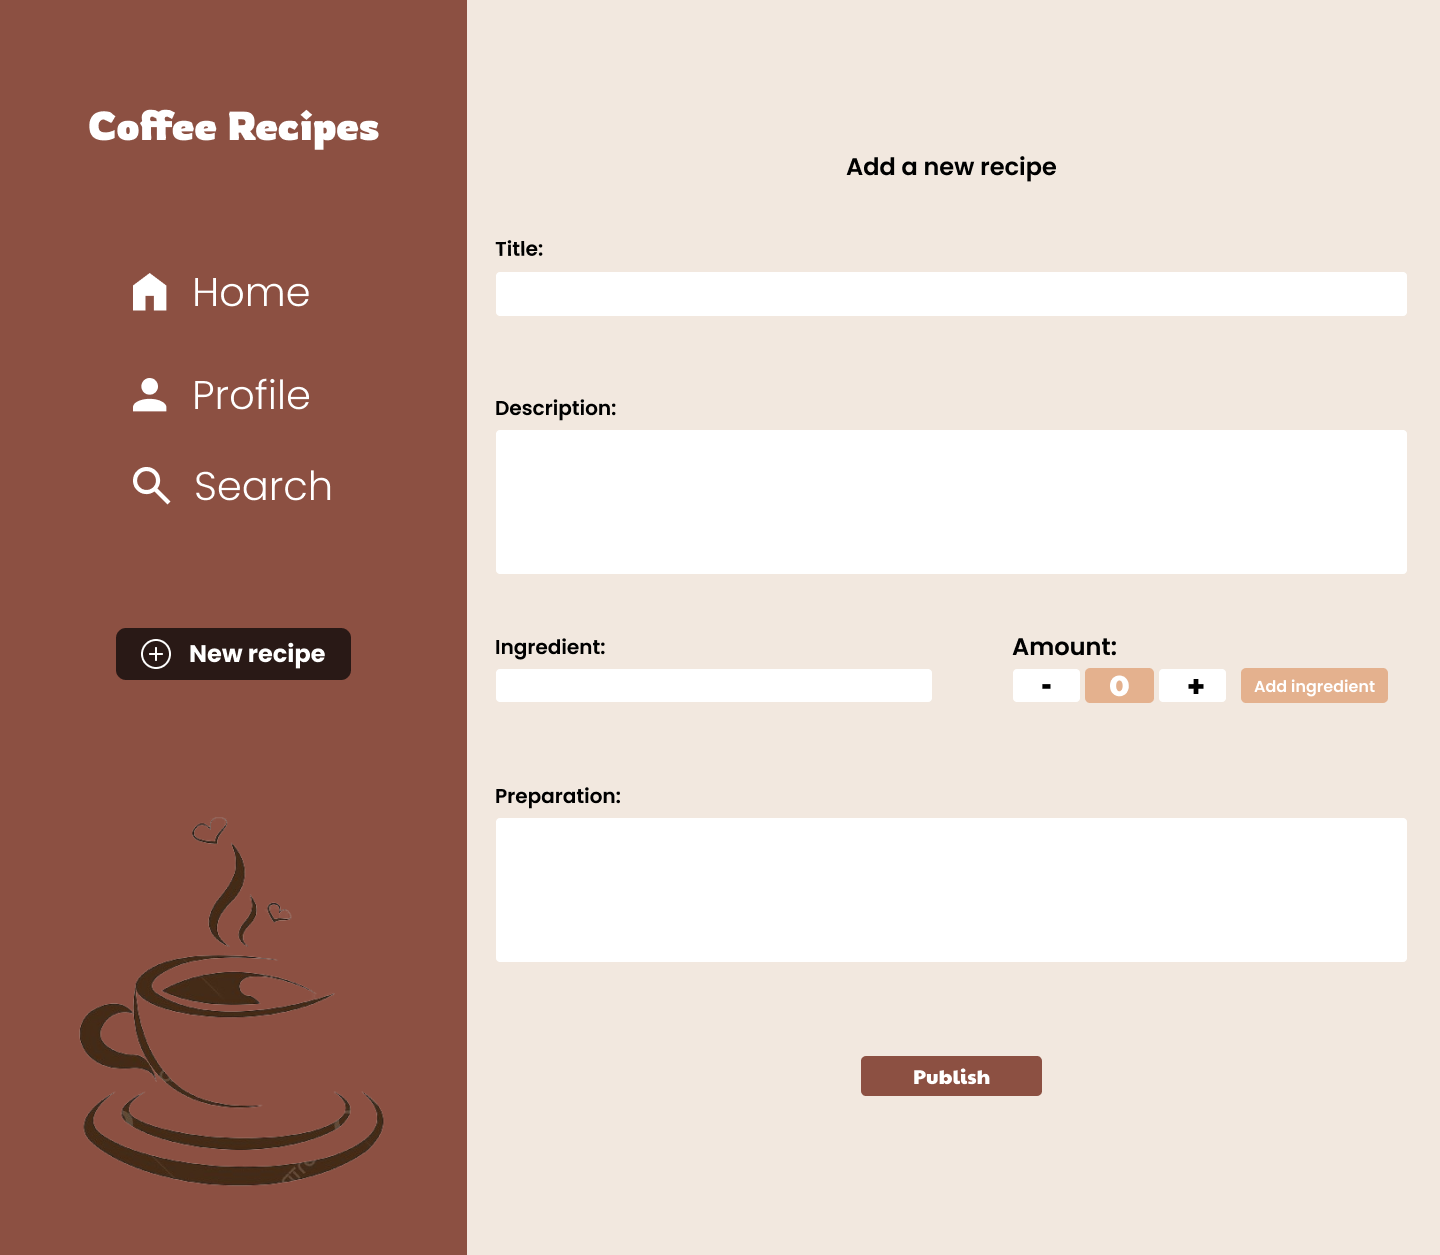 Coffee Recipes
Home
Profile
Search
New recipe
Add a new recipe
Title:
Description:
Ingredient:
Amount:
- 0 + Add ingredient
Preparation:
Publish